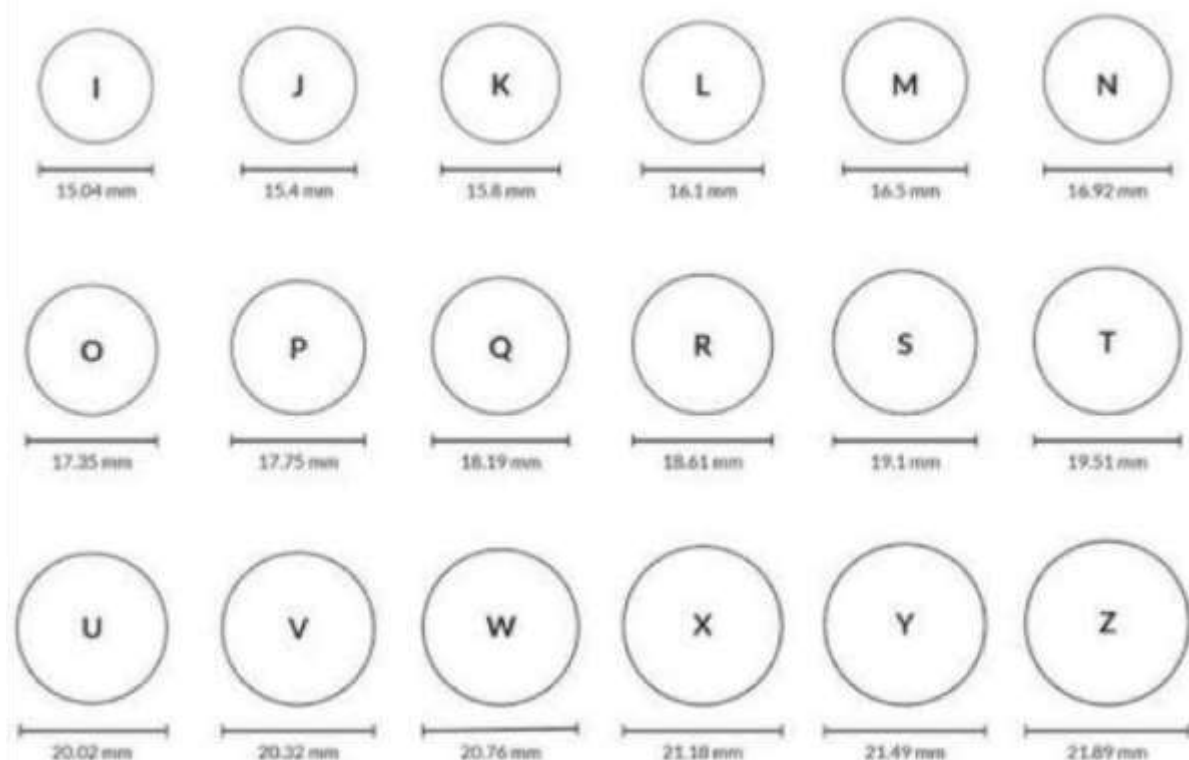 I J K L M N
15.04 mm 15.4 mm 15.8 mm 16.1 mm 16.5 mm 16.92 mm
O P Q R S T
17.35 mm 17.75 mm 18.19 mm 18.61 mm 19.1 mm 19.51 mm
U V W X Y Z
20.02 mm 20.32 mm 20.76 mm 21.18 mm 21.49 mm 21.89 mm